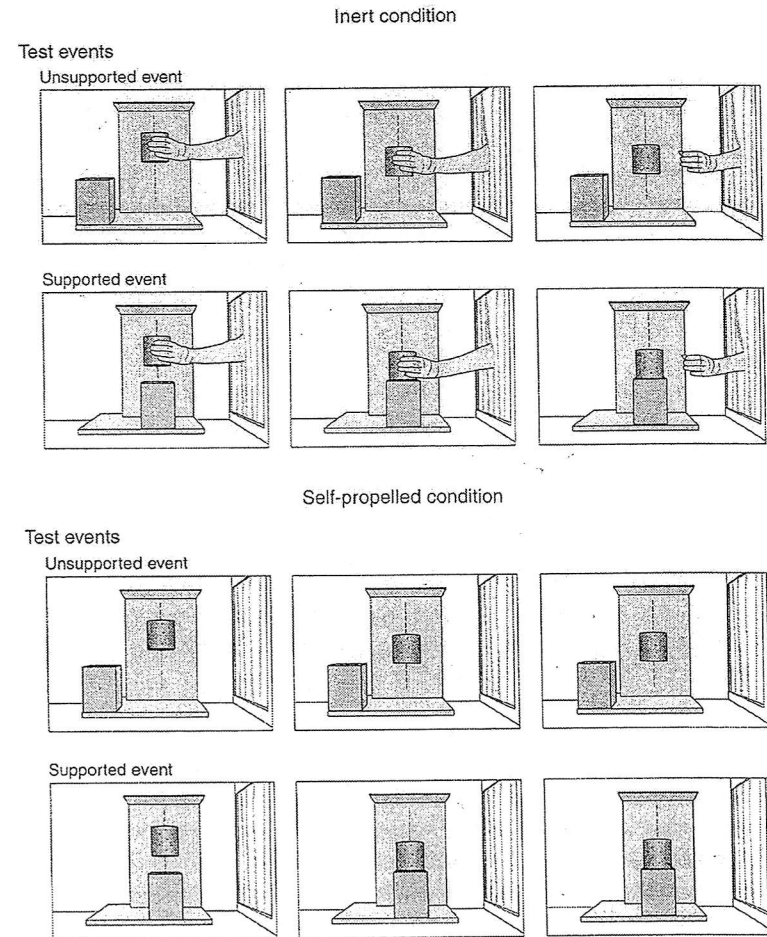 Inert condition
Test events
Unsupported event
Supported event
Self-propelled condition
Test events
Unsupported event
Supported event